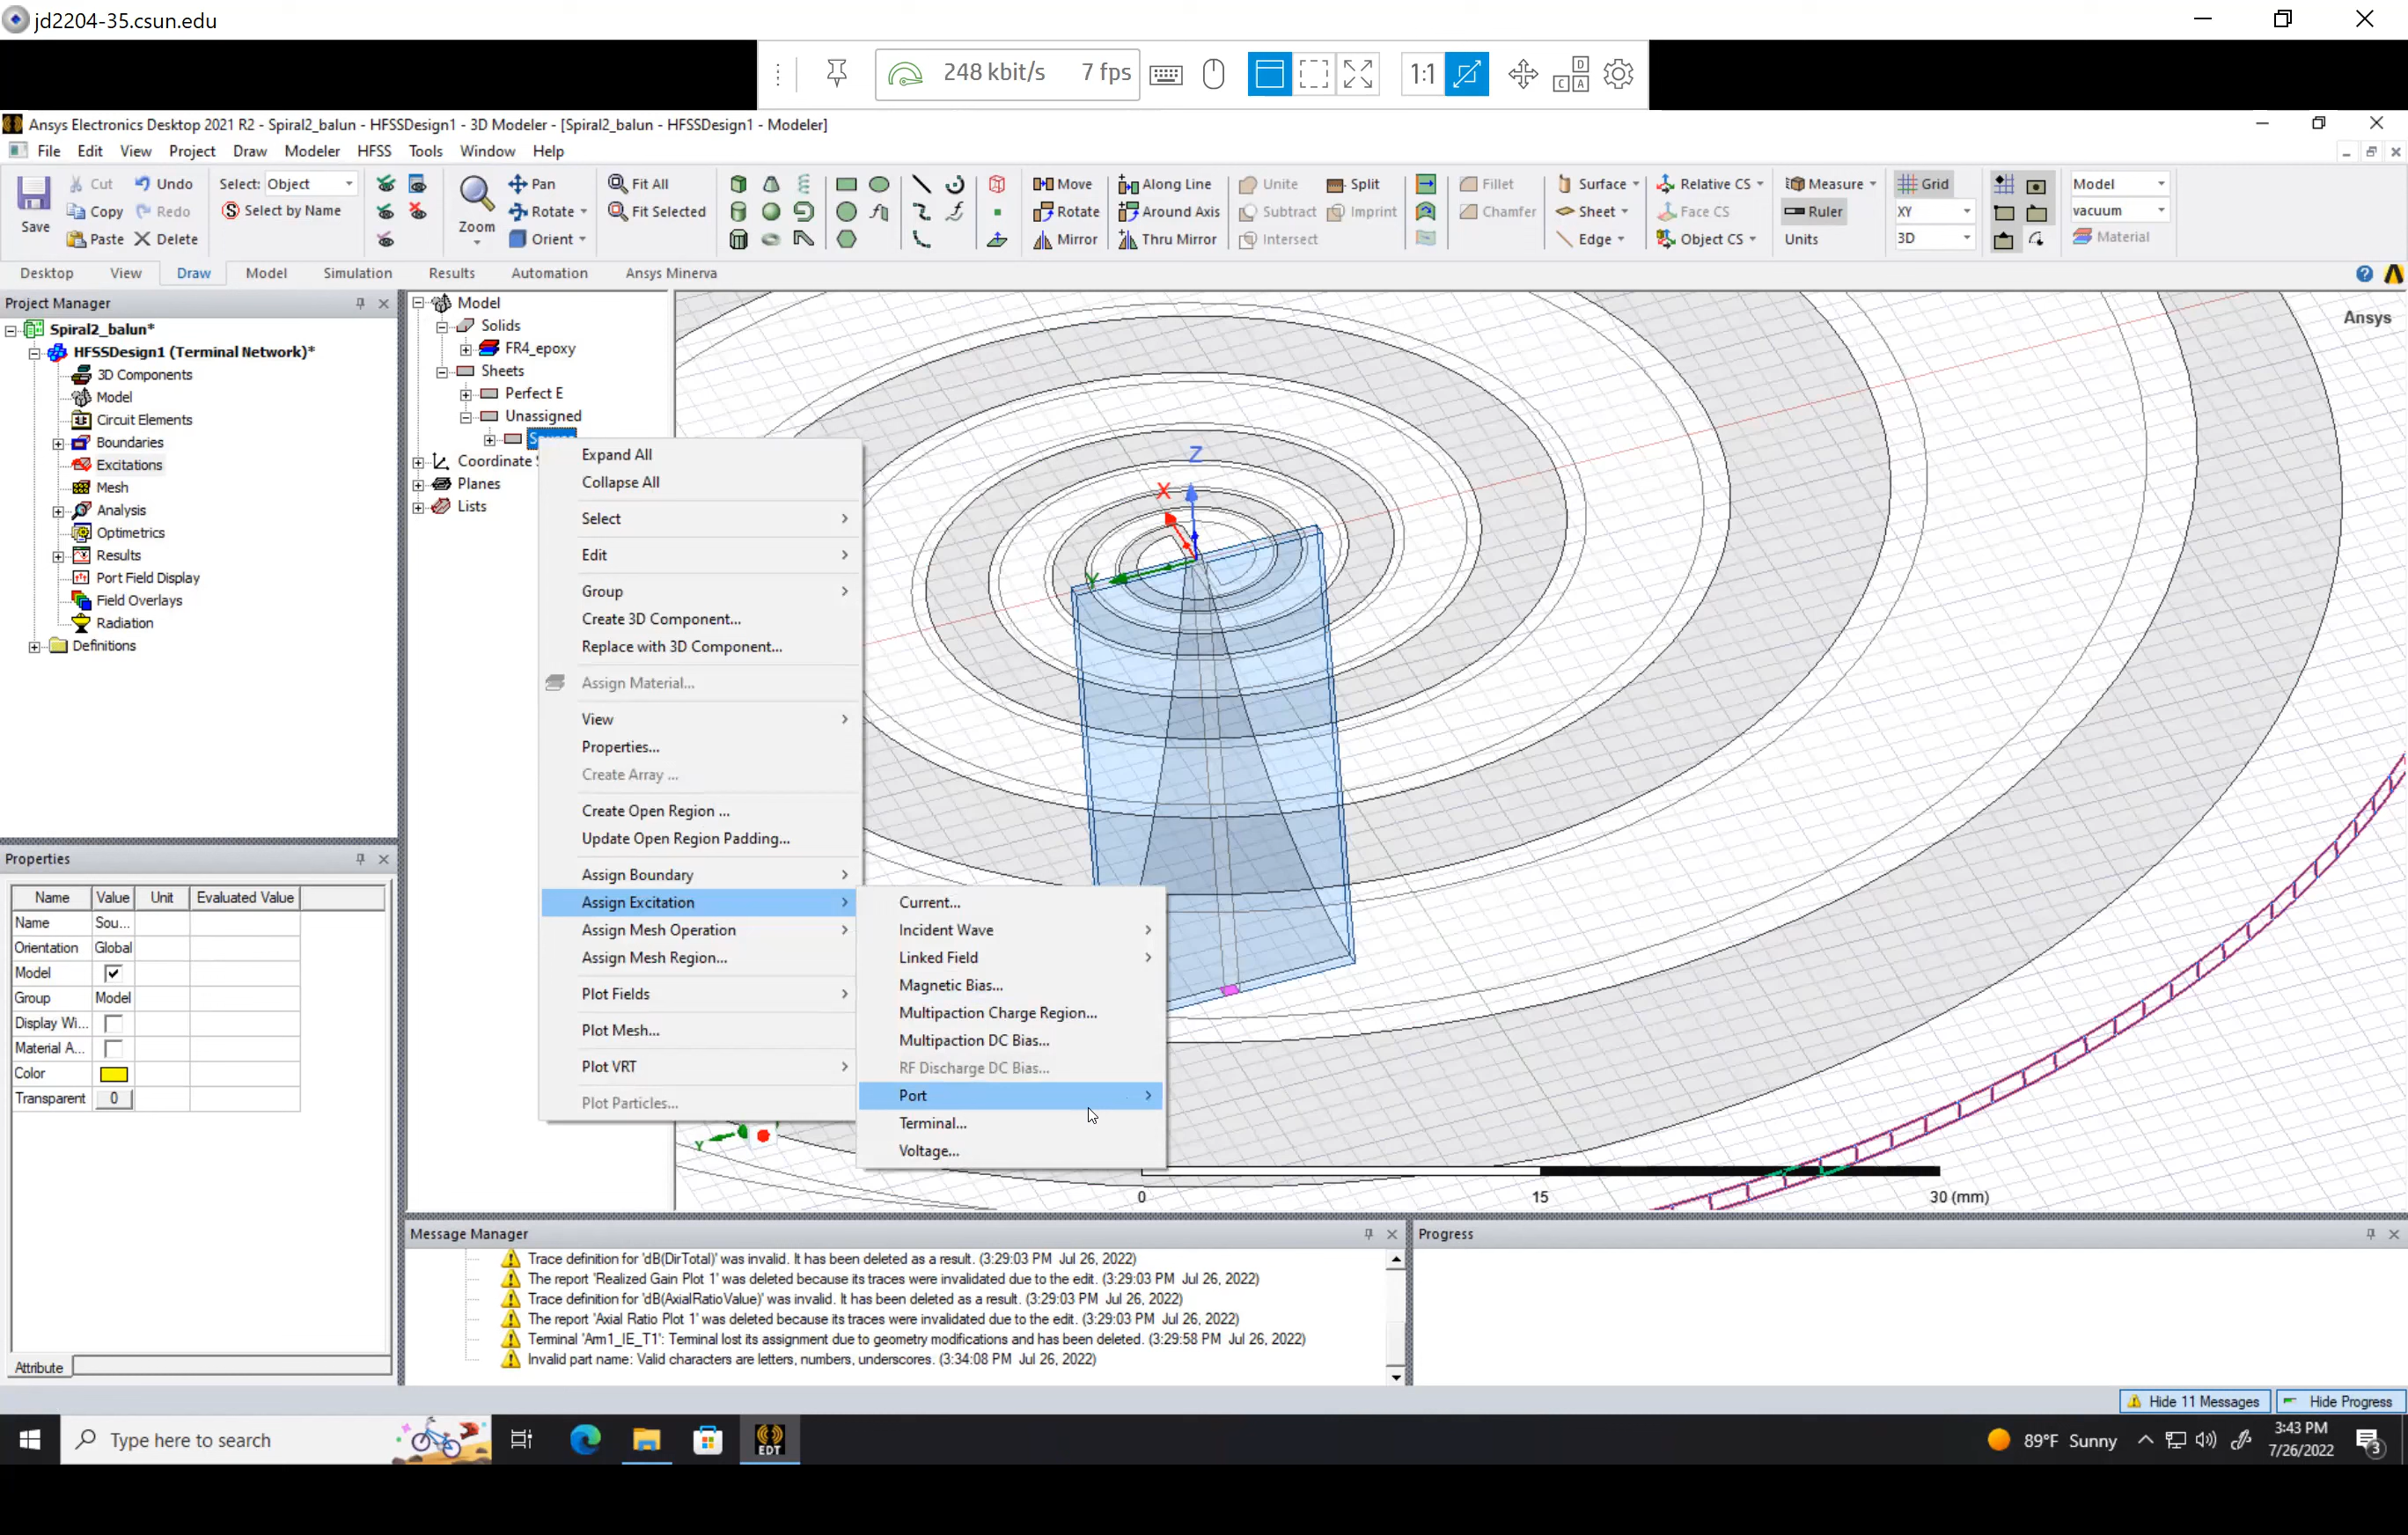 jd2204-35.csun.edu
248 kbit/s 7 fps 1:1 D C A
Ansys Electronics Desktop 2021 R2 - Spiral2_balun - HFSSDesign1 - 3D Modeler - [Spiral2_balun - HFSSDesign1 - Modeler]
File Edit View Project Draw Modeler HFSS Tools Window Help
Cut Undo Select: Object Pan Fit All Move Along Line Unite Split Fillet Surface Relative CS Measure Grid Model
Copy Redo Select by Name Rotate Fit Selected Rotate Around Axis Subtract Imprint Chamfer Sheet Face CS Ruler XY vacuum
Save Paste Delete Zoom Orient Mirror Thru Mirror Intersect Edge Object CS Units 3D Material
Desktop View Draw Model Simulation Results Automation Ansys Minerva
Project Manager
Spiral2_balun*
HFSSDesign1 (Terminal Network)*
3D Components
Model
Circuit Elements
Boundaries
Excitations
Mesh
Analysis
Optimetrics
Results
Port Field Display
Field Overlays
Radiation
Definitions
Model
Solids
FR4_epoxy
Sheets
Perfect E
Unassigned
Coordinate
Planes
Lists
Expand All
Collapse All
Select
Edit
Group
Create 3D Component...
Replace with 3D Component...
Assign Material...
View
Properties...
Create Array ...
Create Open Region ...
Update Open Region Padding...
Assign Boundary
Assign Excitation
Assign Mesh Operation
Assign Mesh Region...
Plot Fields
Plot Mesh...
Plot VRT
Plot Particles...
Current...
Incident Wave
Linked Field
Magnetic Bias...
Multipaction Charge Region...
Multipaction DC Bias...
RF Discharge DC Bias...
Port
Terminal...
Voltage...
Ansys
Z
X
Y
Y
0 15 30 (mm)
Properties
Name Value Unit Evaluated Value
Name Sou...
Orientation Global
Model
Group Model
Display Wi...
Material A...
Color
Transparent 0
Attribute
Message Manager
Trace definition for 'dB(DirTotal)' was invalid. It has been deleted as a result. (3:29:03 PM Jul 26, 2022)
The report 'Realized Gain Plot 1' was deleted because its traces were invalidated due to the edit. (3:29:03 PM Jul 26, 2022)
Trace definition for 'dB(AxialRatioValue)' was invalid. It has been deleted as a result. (3:29:03 PM Jul 26, 2022)
The report 'Axial Ratio Plot 1' was deleted because its traces were invalidated due to the edit. (3:29:03 PM Jul 26, 2022)
Terminal 'Arm1_IE_T1': Terminal lost its assignment due to geometry modifications and has been deleted. (3:29:58 PM Jul 26, 2022)
Invalid part name: Valid characters are letters, numbers, underscores. (3:34:08 PM Jul 26, 2022)
Progress
Hide 11 Messages Hide Progress
Type here to search EDT 89°F Sunny 3:43 PM
7/26/2022 3